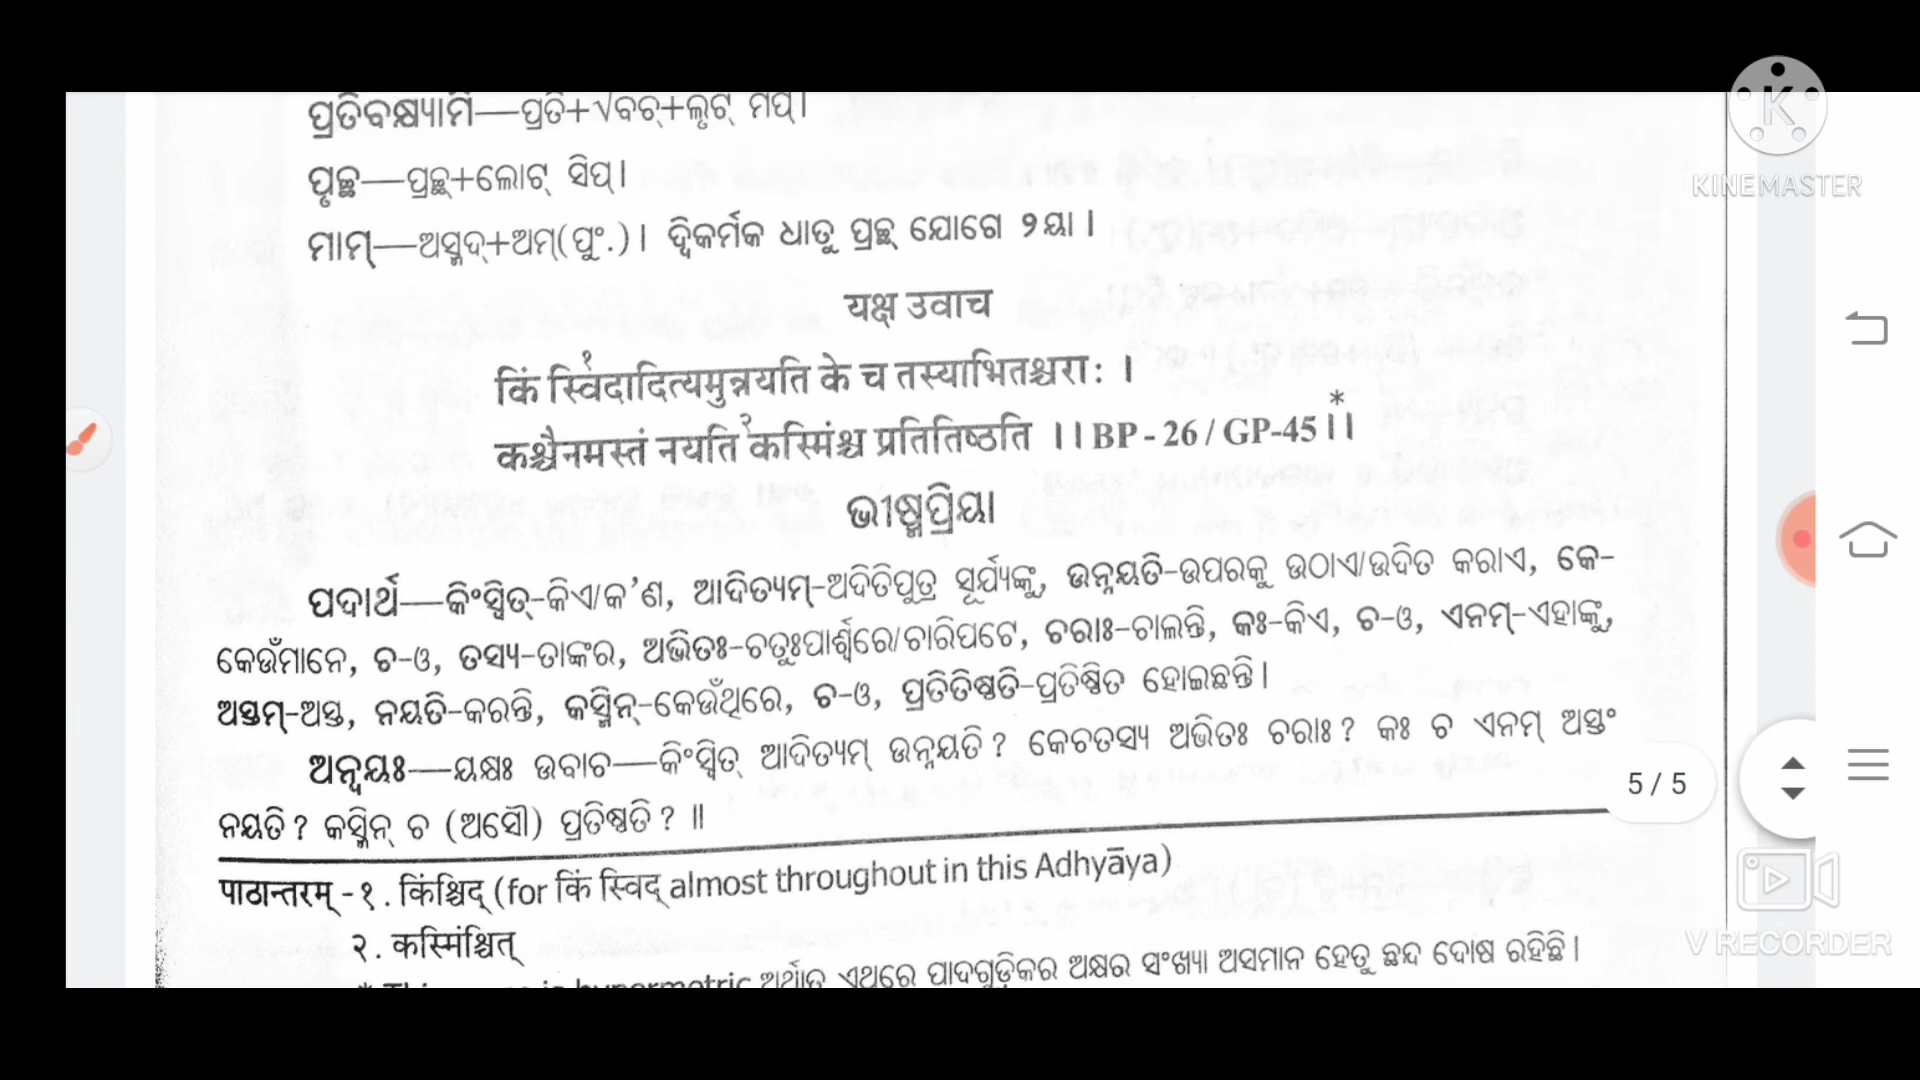 ପ୍ରତିବକ୍ଷ୍ୟାମି—ପ୍ରତି+√ବଚ୍+ଲୃଟ୍ ମିପ୍।
ପୃଚ୍ଛ—ପ୍ରଚ୍ଛ୍+ଲୋଟ୍ ସିପ୍।
ମାମ୍—ଅସ୍ମଦ୍+ଅମ୍(ପୁଂ.)। ଦ୍ୱିକର୍ମକ ଧାତୁ ପ୍ରଚ୍ଛ୍ ଯୋଗେ ୨ୟା।
यक्ष उवाच
किं स्विदादित्यमुन्नयति के च तस्याभितश्चराः ।
कश्चैनमस्तं नयति कस्मिंश्च प्रतितिष्ठति ।। BP - 26 / GP-45 ।।*
ଭୀଷ୍ମପ୍ରିୟା
ପଦାର୍ଥ—କିଂସ୍ୱିତ୍-କିଏ/କ'ଣ, ଆଦିତ୍ୟମ୍-ଅଦିତିପୁତ୍ର ସୂର୍ଯ୍ୟଙ୍କୁ, ଉନ୍ନୟତି-ଉପରକୁ ଉଠାଏ/ଉଦିତ କରାଏ, କେ-
କେଉଁମାନେ, ଚ-ଓ, ତସ୍ୟ-ତାଙ୍କର, ଅଭିତଃ-ଚତୁଃପାର୍ଶ୍ୱରେ/ଚାରିପଟେ, ଚରାଃ-ଚାଲନ୍ତି, କଃ-କିଏ, ଚ-ଓ, ଏନମ୍-ଏହାଙ୍କୁ,
ଅସ୍ତମ୍-ଅସ୍ତ, ନୟତି-କରନ୍ତି, କସ୍ମିନ୍-କେଉଁଥିରେ, ଚ-ଓ, ପ୍ରତିତିଷ୍ଠତି-ପ୍ରତିଷ୍ଠିତ ହୋଇଛନ୍ତି।
ଅନ୍ୱୟଃ—ଯକ୍ଷଃ ଉବାଚ—କିଂସ୍ୱିତ୍ ଆଦିତ୍ୟମ୍ ଉନ୍ନୟତି? କେଚତସ୍ୟ ଅଭିତଃ ଚରାଃ? କଃ ଚ ଏନମ୍ ଅସ୍ତଂ
ନୟତି? କସ୍ମିନ୍ ଚ (ଅସୌ) ପ୍ରତିଷ୍ଠତି? ॥
पाठान्तरम् -१. किंश्चिद् (for किं स्विद् almost throughout in this Adhyāya)
२. कस्मिंश्चित्
hypermetric ଅର୍ଥାତ୍ ଏଥିରେ ପାଦଗୁଡ଼ିକର ଅକ୍ଷର ସଂଖ୍ୟା ଅସମାନ ହେତୁ ଛନ୍ଦ ଦୋଷ ରହିଛି।
5 / 5
K
KINEMASTER
V RECORDER